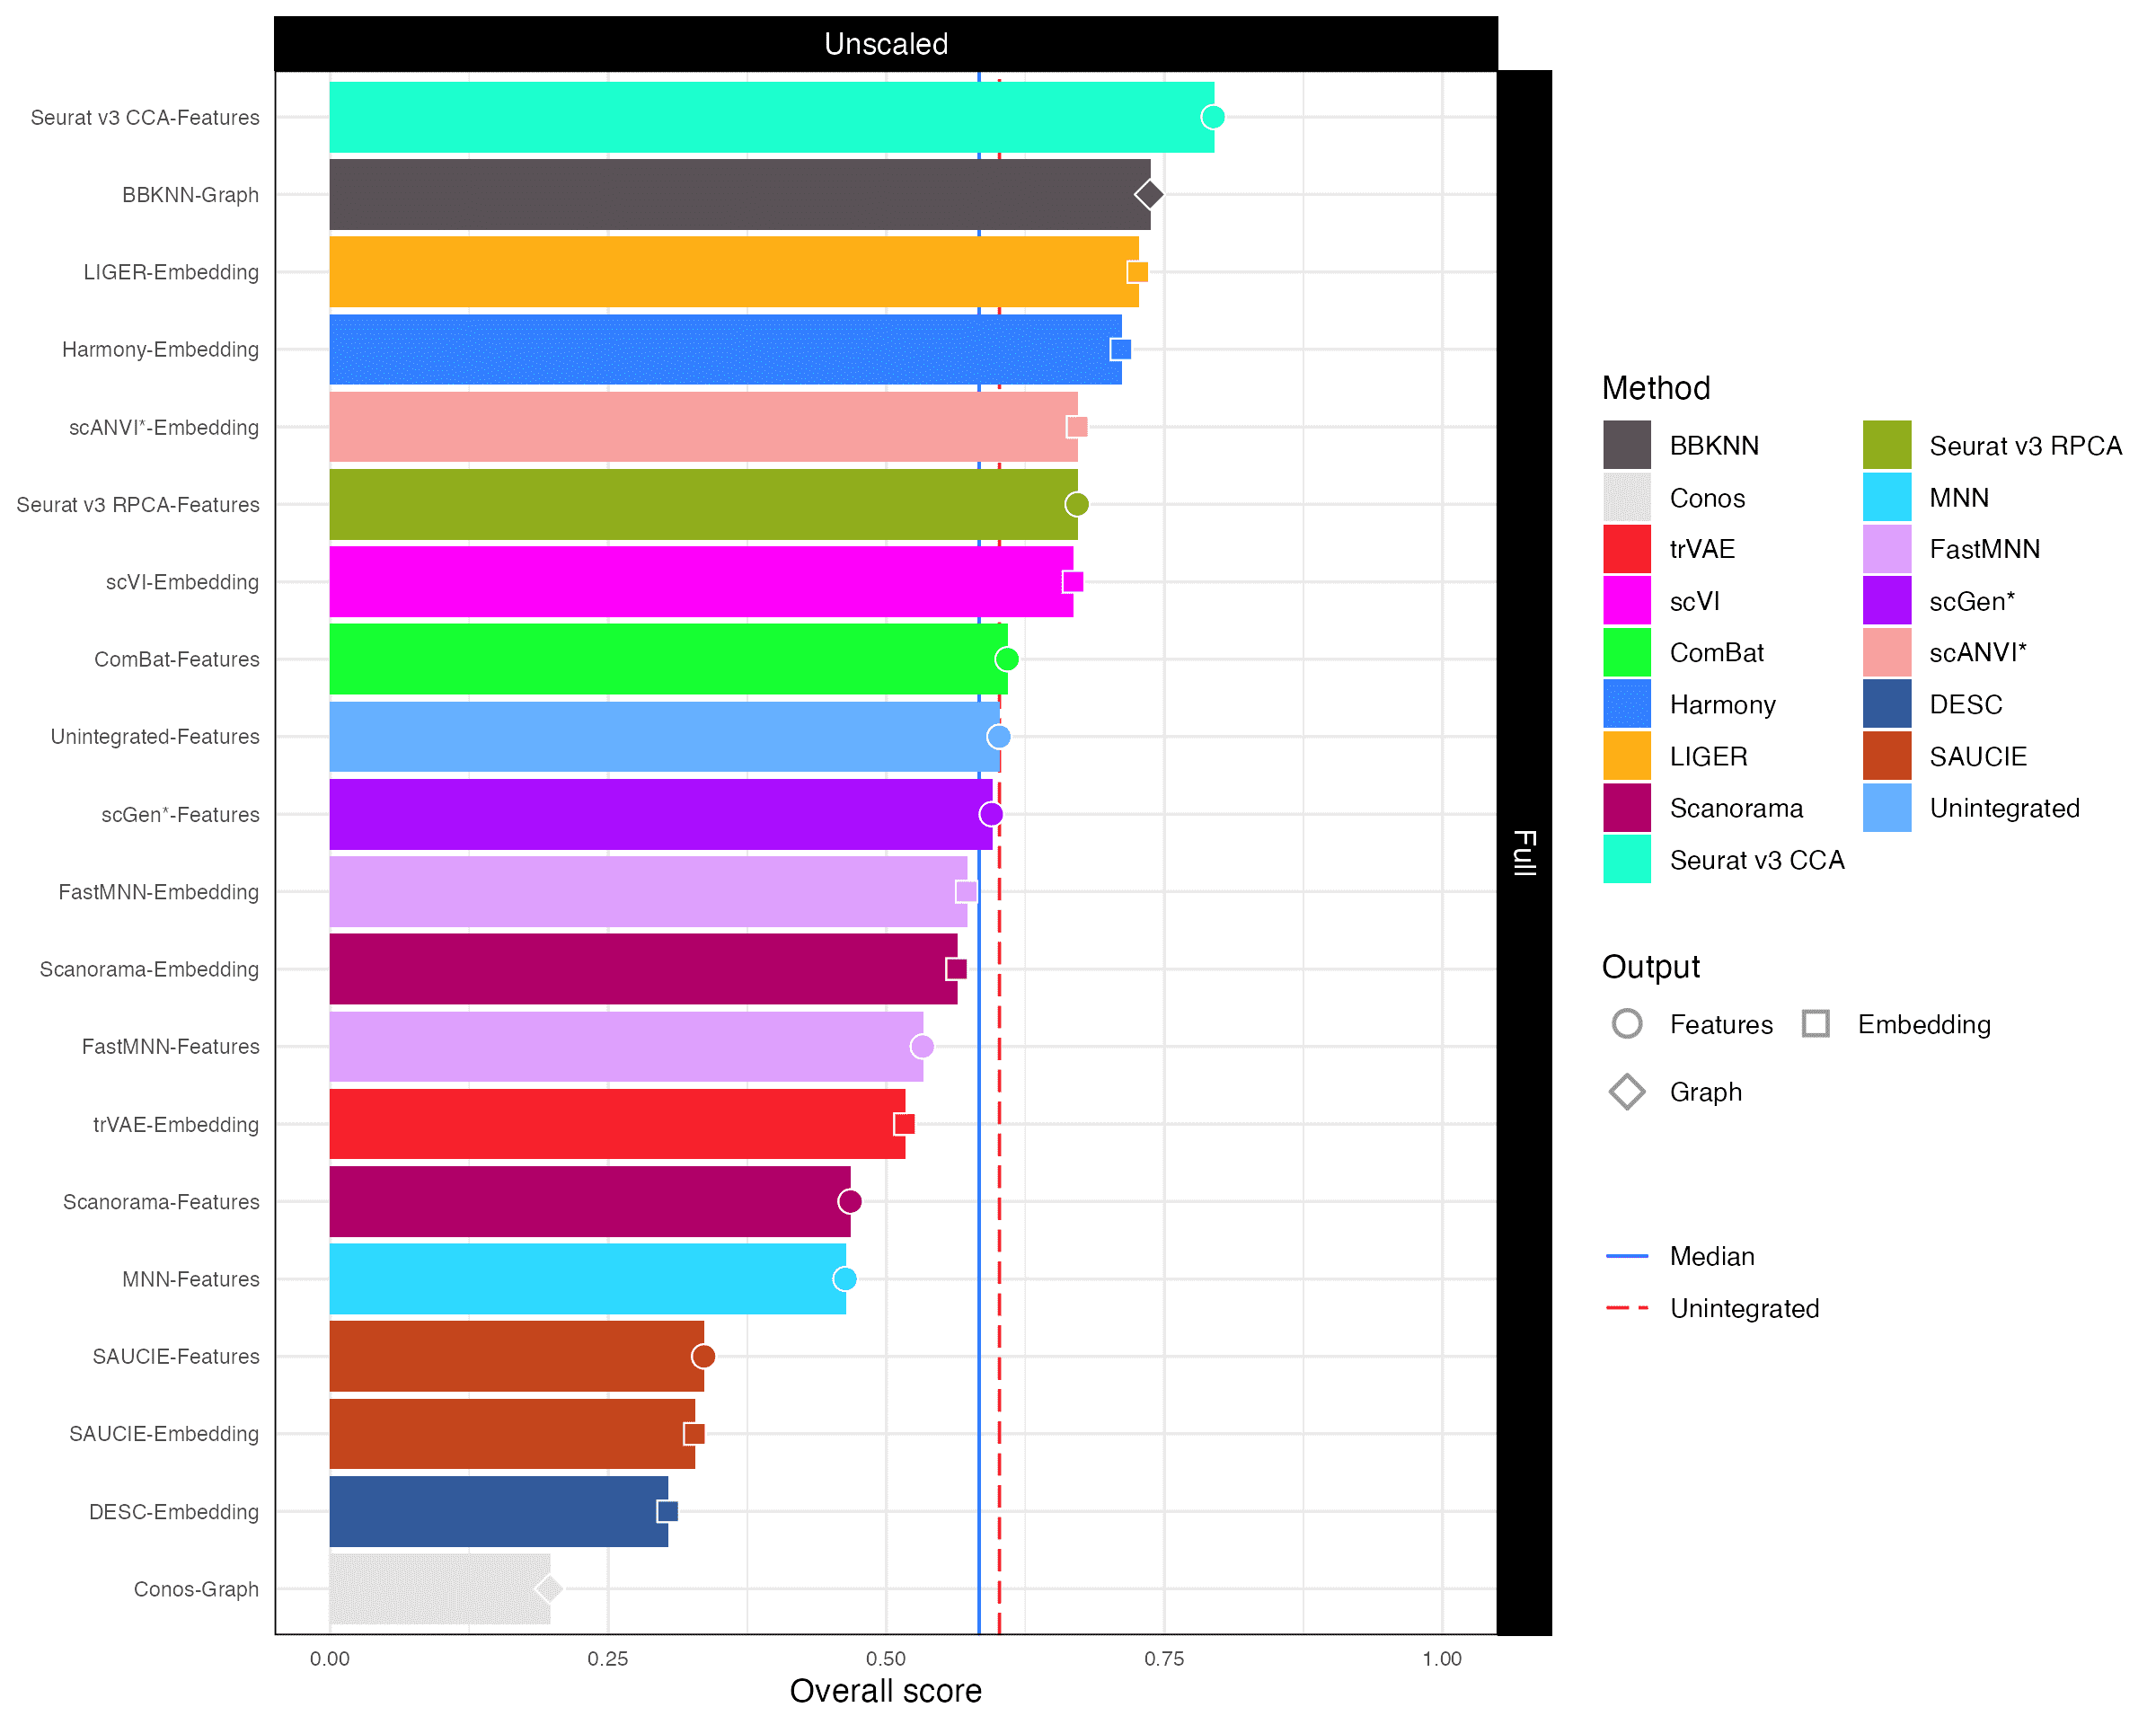 Unscaled
Seurat v3 CCA-Features
BBKNN-Graph
LIGER-Embedding
Harmony-Embedding
scANVI*-Embedding
Seurat v3 RPCA-Features
scVI-Embedding
ComBat-Features
Unintegrated-Features
scGen*-Features
FastMNN-Embedding
Scanorama-Embedding
FastMNN-Features
trVAE-Embedding
Scanorama-Features
MNN-Features
SAUCIE-Features
SAUCIE-Embedding
DESC-Embedding
Conos-Graph
0.00 0.25 0.50 0.75 1.00
Overall score
Full
Method
BBKNN Seurat v3 RPCA
Conos MNN
trVAE FastMNN
scVI scGen*
ComBat scANVI*
Harmony DESC
LIGER SAUCIE
Scanorama Unintegrated
Seurat v3 CCA
Output
Features Embedding
Graph
Median
Unintegrated